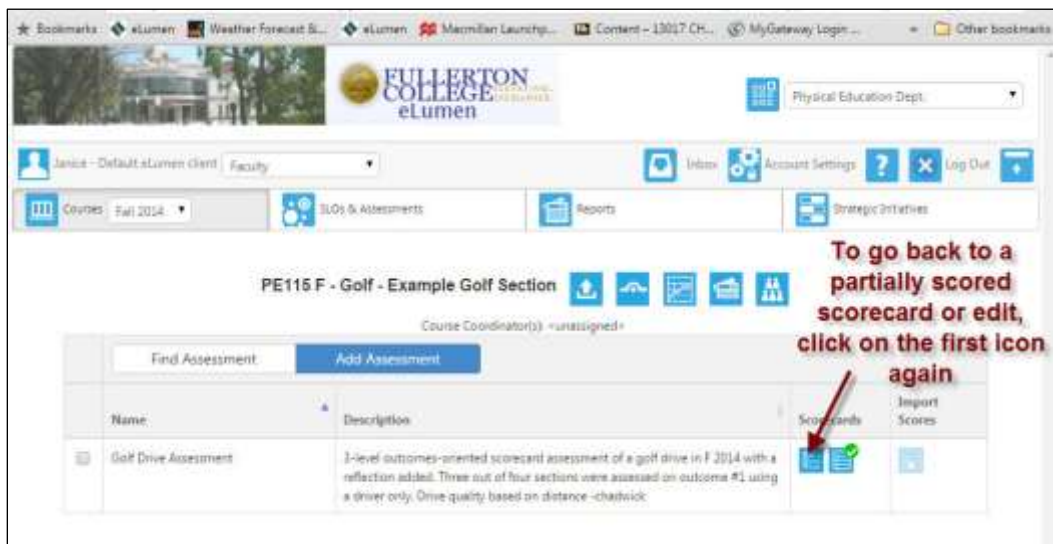 Bookmarks eLumen Weather Forecast &... eLumen Macmillan Launchp... Content – 13017 CH... MyGateway Login ... Other bookmarks
FULLERTON
COLLEGE
eLumen
Physical Education Dept.
Janice - Default eLumen client Faculty Inbox Account Settings ? Log Out
Courses Fall 2014 SLOs & Assessments Reports Strategic Initiatives
To go back to a
partially scored
scorecard or edit,
click on the first icon
again
PE115 F - Golf - Example Golf Section
Course Coordinator(s): <unassigned>
Find Assessment Add Assessment
Name Description Scorecards Import
Scores
Golf Drive Assessment 3-level outcomes-oriented scorecard assessment of a golf drive in F 2014 with a
reflection added. Three out of four sections were assessed on outcome #1 using
a driver only. Drive quality based on distance -chadwick